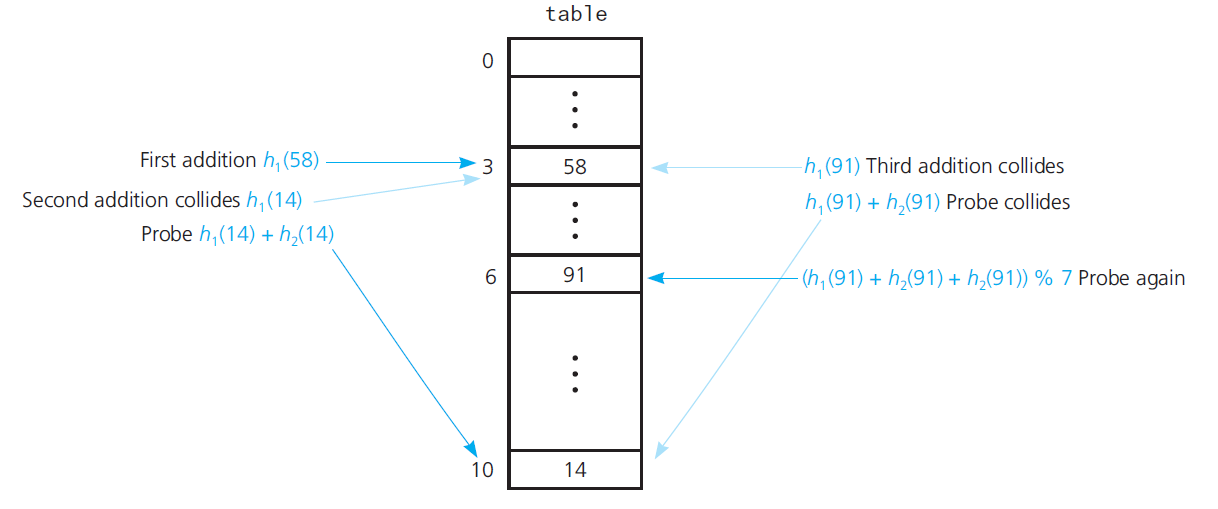 table
0
First addition h₁(58)
3
58
h₁(91) Third addition collides
Second addition collides h₁(14)
h₁(91) + h₂(91) Probe collides
Probe h₁(14) + h₂(14)
6
91
(h₁(91) + h₂(91) + h₂(91)) % 7 Probe again
10
14